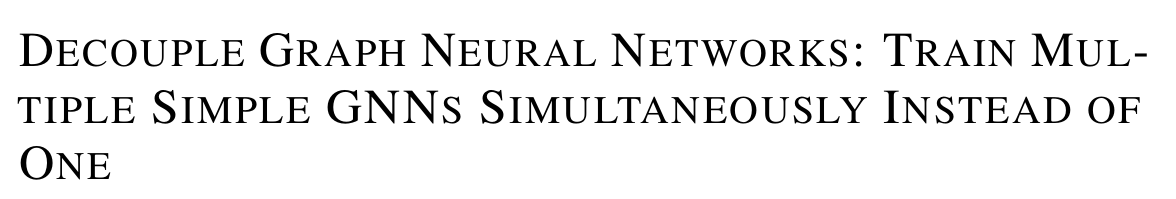 Decouple Graph Neural Networks: Train Mul-
tiple Simple GNNs Simultaneously Instead of
One